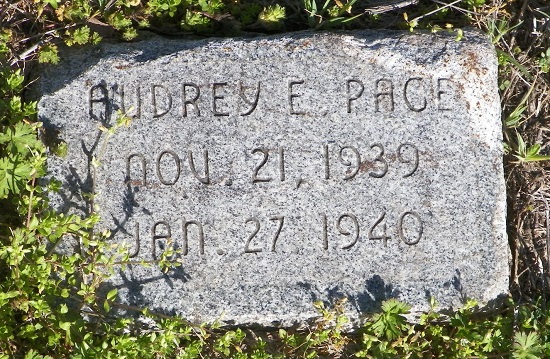 AUDREY E. PAGE
NOV. 21, 1939
JAN. 27 1940